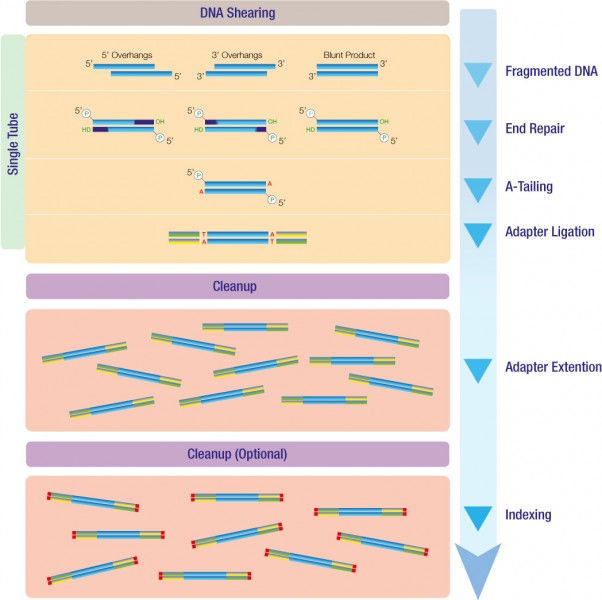 DNA Shearing
Single Tube
5' Overhangs
3' Overhangs
Blunt Product
5'
5'
3'
3'
3'
3'
Fragmented DNA
5'
P
OH
HO
P
5'
5'
P
OH
HO
P
5'
5'
P
OH
HO
P
5'
End Repair
5'
P
A
A
P
5'
A-Tailing
T
A
A
T
Adapter Ligation
Cleanup
Adapter Extention
Cleanup (Optional)
Indexing